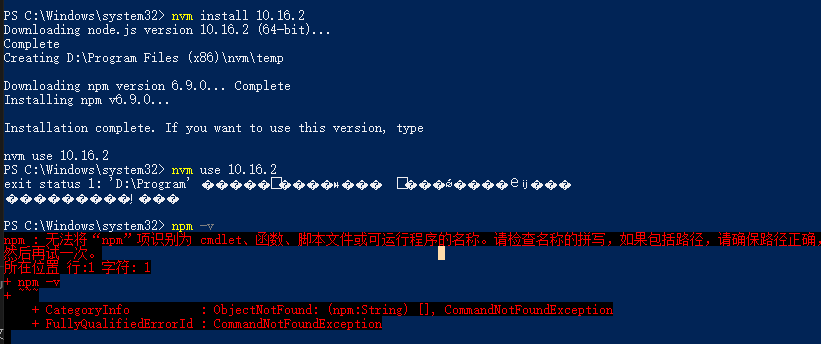 PS C:\Windows\system32> nvm install 10.16.2
Downloading node.js version 10.16.2 (64-bit)...
Complete
Creating D:\Program Files (x86)\nvm\temp
Downloading npm version 6.9.0... Complete
Installing npm v6.9.0...
Installation complete. If you want to use this version, type
nvm use 10.16.2
PS C:\Windows\system32> nvm use 10.16.2
exit status 1: 'D:\Program'
PS C:\Windows\system32> npm -v
npm : 无法将“npm”项识别为 cmdlet、函数、脚本文件或可运行程序的名称。请检查名称的拼写，如果包括路径，请确保路径正确，
然后再试一次。
所在位置 行:1 字符: 1
+ npm -v
+ ~~~
+ CategoryInfo : ObjectNotFound: (npm:String) [], CommandNotFoundException
+ FullyQualifiedErrorId : CommandNotFoundException